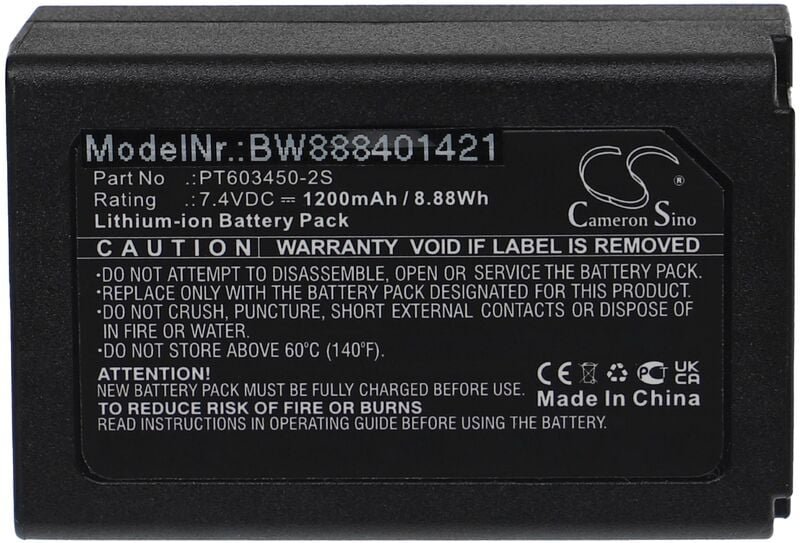 ModelNr.:BW888401421
Part No :PT603450-2S
Rating :7.4VDC ⎓ 1200mAh / 8.88Wh
Lithium-ion Battery Pack
CS
®
Cameron Sino
CAUTION WARRANTY VOID IF LABEL IS REMOVED
•DO NOT ATTEMPT TO DISASSEMBLE, OPEN OR SERVICE THE BATTERY PACK.
•REPLACE ONLY WITH THE BATTERY PACK DESIGNATED FOR THIS PRODUCT.
•DO NOT CRUSH, PUNCTURE, SHORT EXTERNAL CONTACTS OR DISPOSE OF
IN FIRE OR WATER.
•DO NOT STORE ABOVE 60°C (140°F).
ATTENTION!
NEW BATTERY PACK MUST BE FULLY CHARGED BEFORE USE
TO REDUCE RISK OF FIRE OR BURNS
READ INSTRUCTIONS IN OPERATING GUIDE BEFORE USING THE BATTERY.
CE PCT UKCA
Made In China